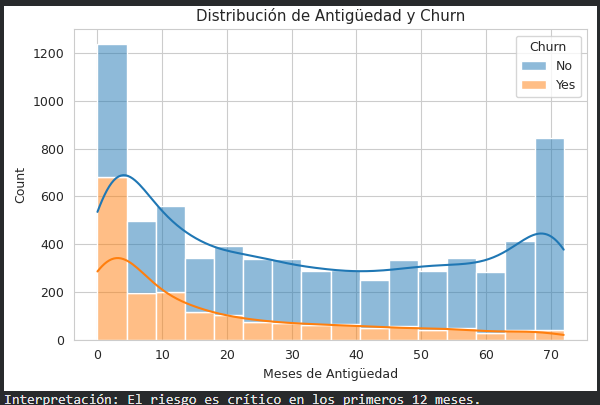 Distribución de Antigüedad y Churn
Churn
No
Yes
1200
1000
800
600
400
200
0
Count
0 10 20 30 40 50 60 70
Meses de Antigüedad
Interpretación: El riesgo es crítico en los primeros 12 meses.